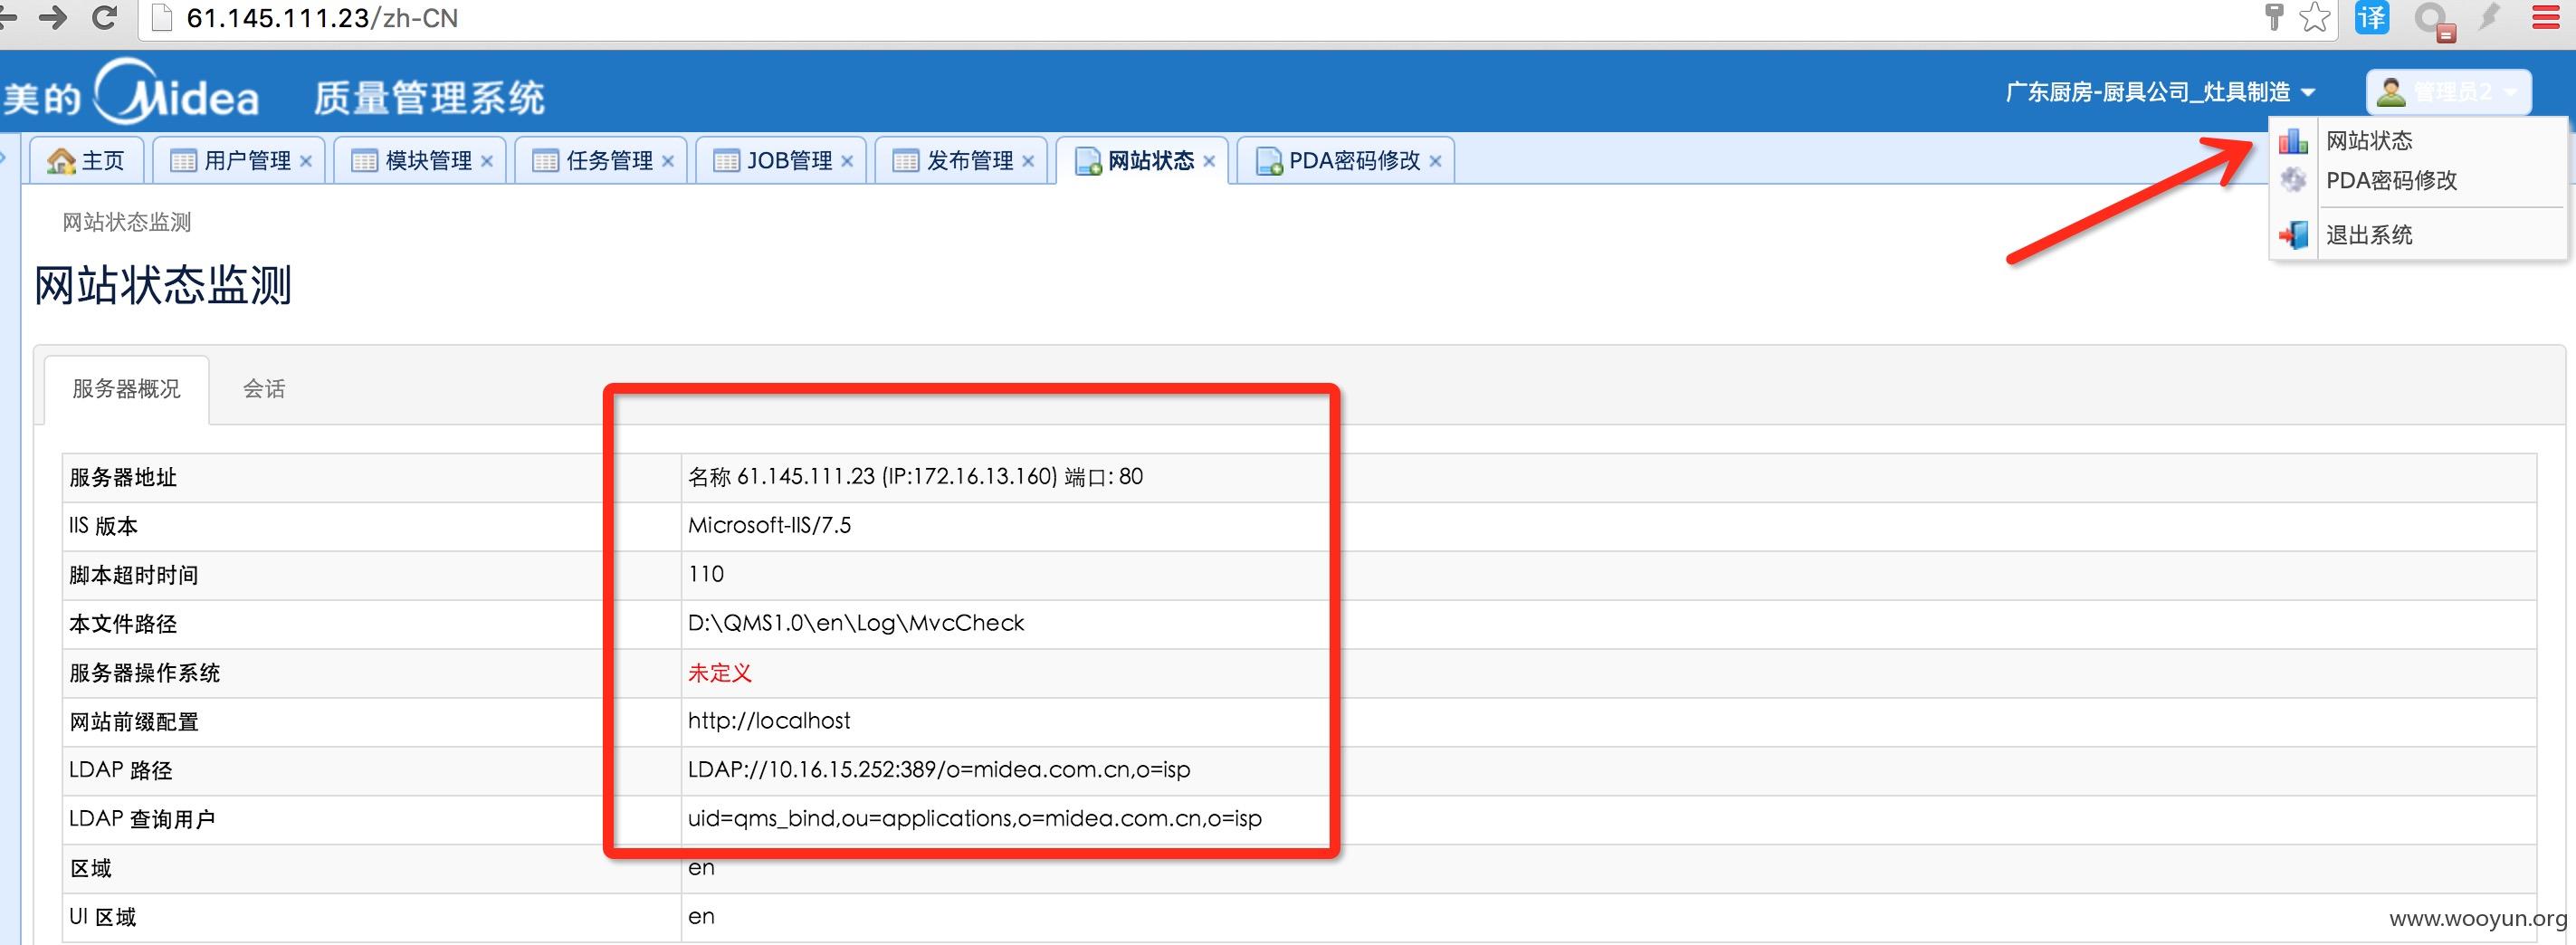 61.145.111.23/zh-CN
译
美的 Midea 质量管理系统 广东厨房-厨具公司_灶具制造 管理员2
主页 用户管理 模块管理 任务管理 JOB管理 发布管理 网站状态 PDA密码修改
网站状态
PDA密码修改
退出系统
网站状态监测
网站状态监测
服务器概况 会话
服务器地址 名称 61.145.111.23 (IP:172.16.13.160) 端口: 80
IIS 版本 Microsoft-IIS/7.5
脚本超时时间 110
本文件路径 D:\QMS1.0\en\Log\MvcCheck
服务器操作系统 未定义
网站前缀配置 http://localhost
LDAP 路径 LDAP://10.16.15.252:389/o=midea.com.cn,o=isp
LDAP 查询用户 uid=qms_bind,ou=applications,o=midea.com.cn,o=isp
区域 en
UI 区域 en
www.wooyun.org